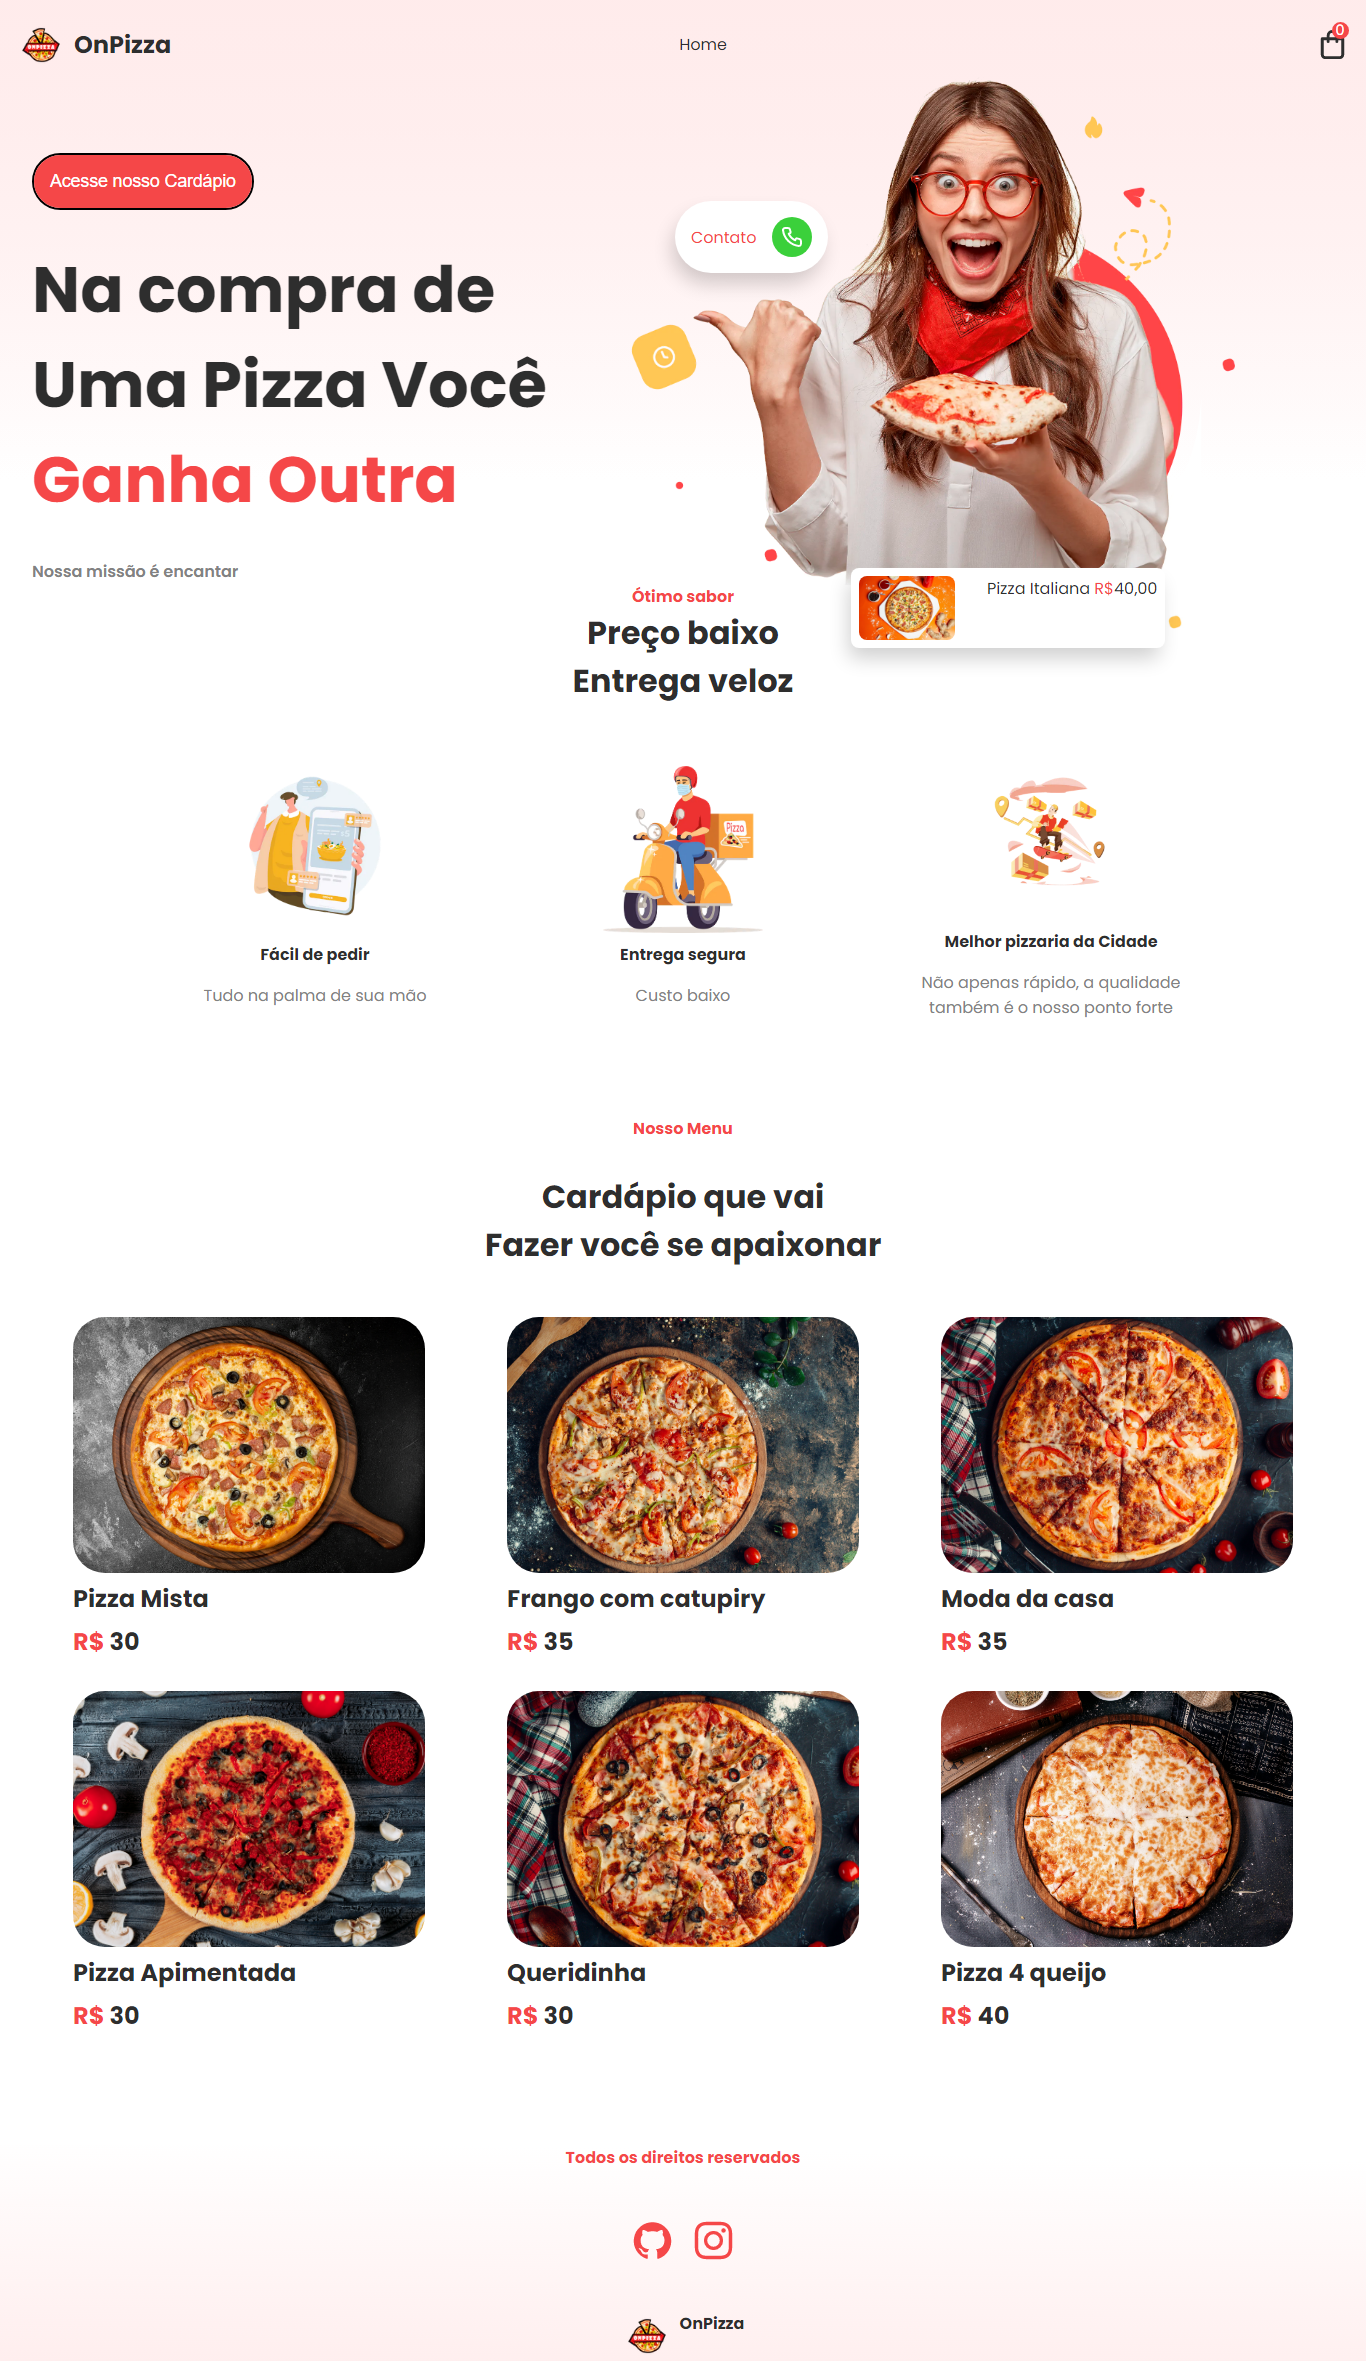 ONPIZZA
OnPizza
Home
0
Acesse nosso Cardápio
Contato
Na compra de
Uma Pizza Você
Ganha Outra
Nossa missão é encantar
Pizza Italiana R$40,00
Ótimo sabor
Preço baixo
Entrega veloz
Pizza
Fácil de pedir
Tudo na palma de sua mão
Entrega segura
Custo baixo
Melhor pizzaria da Cidade
Não apenas rápido, a qualidade
também é o nosso ponto forte
Nosso Menu
Cardápio que vai
Fazer você se apaixonar
Pizza Mista
R$ 30
Frango com catupiry
R$ 35
Moda da casa
R$ 35
Pizza Apimentada
R$ 30
Queridinha
R$ 30
Pizza 4 queijo
R$ 40
Todos os direitos reservados
ONPIZZA
OnPizza